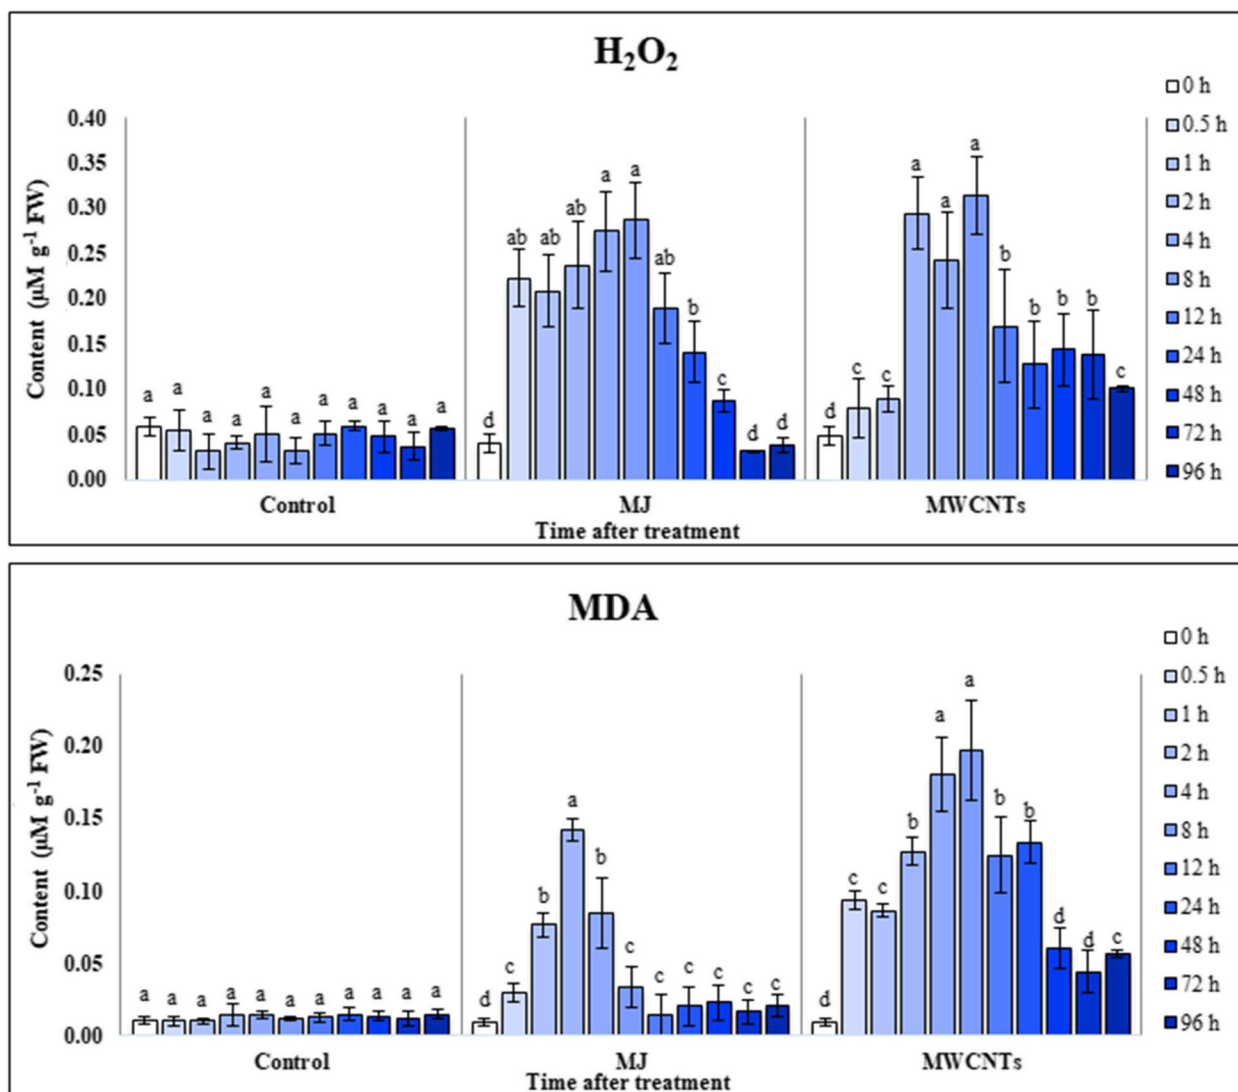 H₂O₂
Content (µM g⁻¹ FW)
0.40
0.35
0.30
0.25
0.20
0.15
0.10
0.05
0.00
a a a a a a a a a a a
d ab ab ab a a ab b c d d
d c c a a a b b b b c
Control MJ MWCNTs
Time after treatment
0 h
0.5 h
1 h
2 h
4 h
8 h
12 h
24 h
48 h
72 h
96 h
MDA
Content (µM g⁻¹ FW)
0.25
0.20
0.15
0.10
0.05
0.00
a a a a a a a a a a a
d c b a b c c c c c c
d c c b a a b b d d c
Control MJ MWCNTs
Time after treatment
0 h
0.5 h
1 h
2 h
4 h
8 h
12 h
24 h
48 h
72 h
96 h